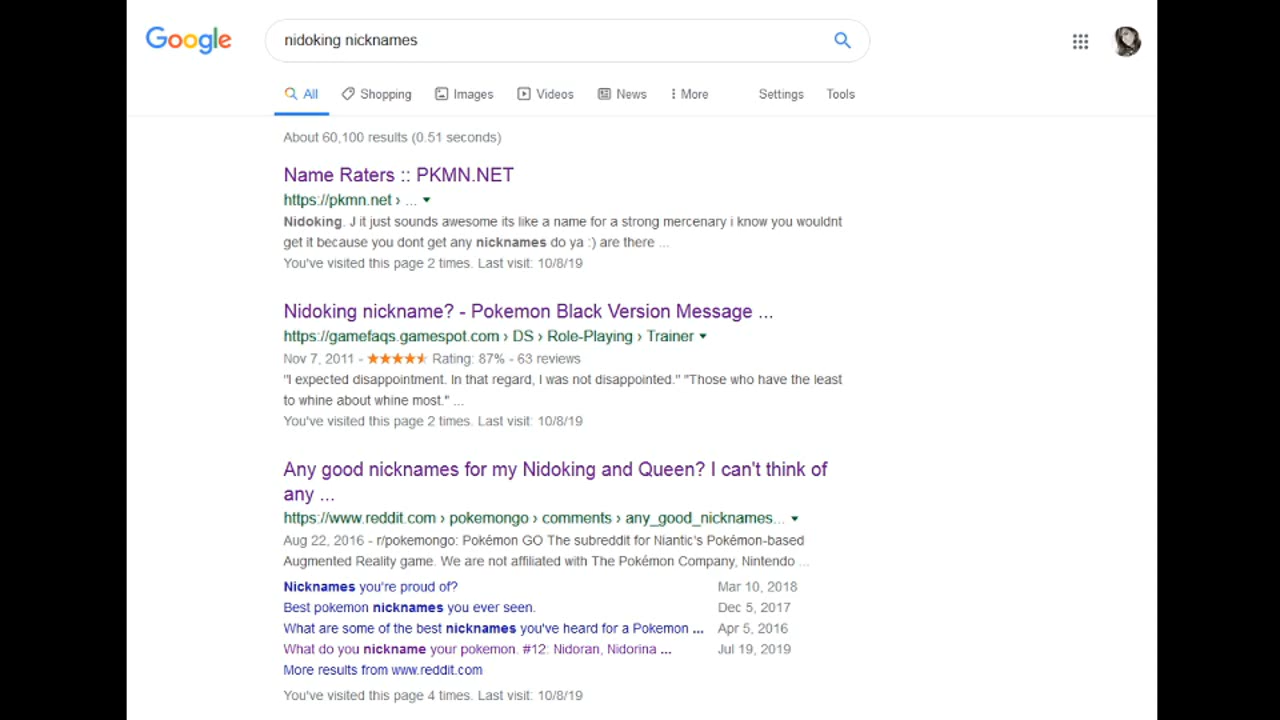 Google
nidoking nicknames
All Shopping Images Videos News More Settings Tools
About 60,100 results (0.51 seconds)
Name Raters :: PKMN.NET
https://pkmn.net › ...
Nidoking. J it just sounds awesome its like a name for a strong mercenary i know you wouldnt
get it because you dont get any nicknames do ya :) are there ...
You've visited this page 2 times. Last visit: 10/8/19
Nidoking nickname? - Pokemon Black Version Message ...
https://gamefaqs.gamespot.com › DS › Role-Playing › Trainer
Nov 7, 2011 - Rating: 87% - 63 reviews
"I expected disappointment. In that regard, I was not disappointed." "Those who have the least
to whine about whine most." ...
You've visited this page 2 times. Last visit: 10/8/19
Any good nicknames for my Nidoking and Queen? I can't think of
any ...
https://www.reddit.com › pokemongo › comments › any_good_nicknames...
Aug 22, 2016 - r/pokemongo: Pokémon GO The subreddit for Niantic's Pokémon-based
Augmented Reality game. We are not affiliated with The Pokémon Company, Nintendo ...
Nicknames you're proud of? Mar 10, 2018
Best pokemon nicknames you ever seen. Dec 5, 2017
What are some of the best nicknames you've heard for a Pokemon ... Apr 5, 2016
What do you nickname your pokemon. #12: Nidoran, Nidorina ... Jul 19, 2019
More results from www.reddit.com
You've visited this page 4 times. Last visit: 10/8/19